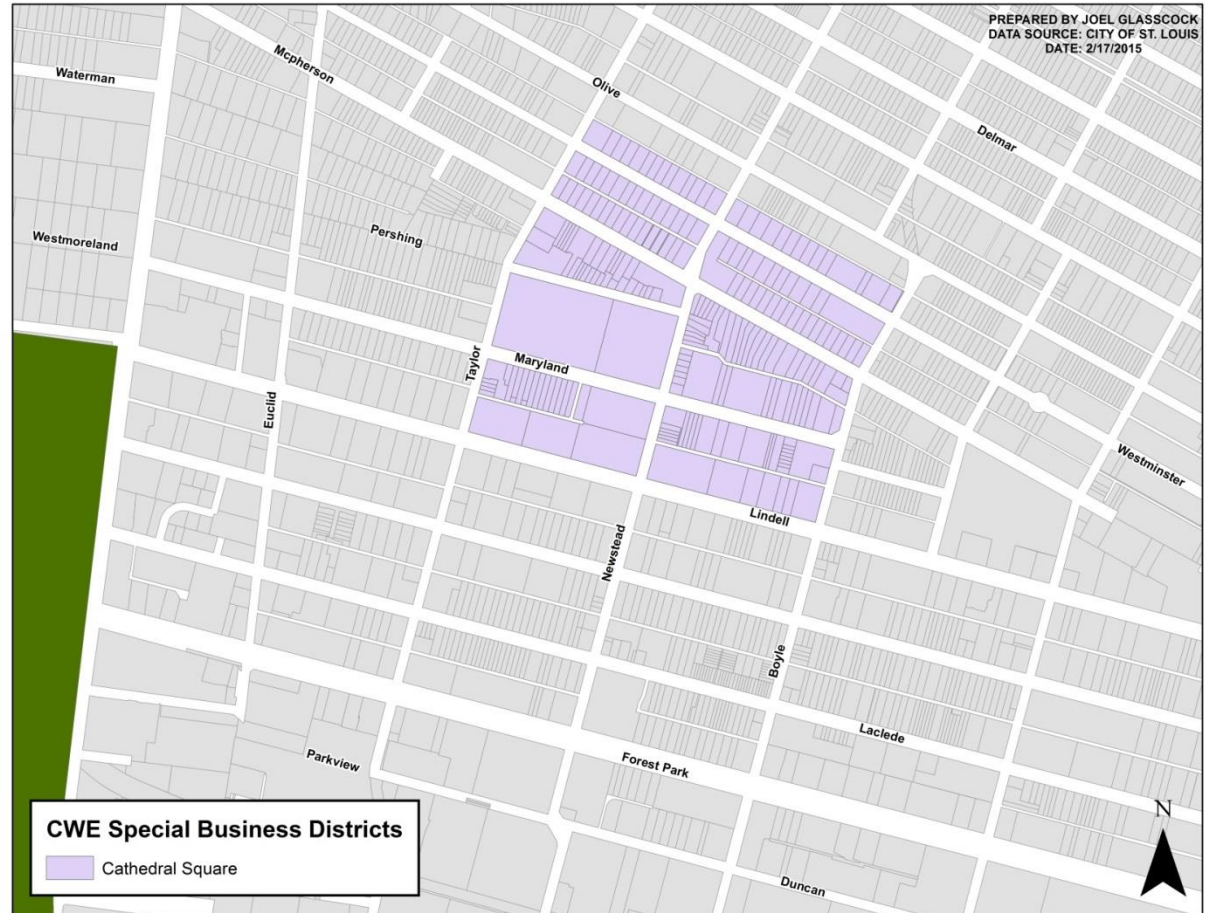 PREPARED BY JOEL GLASSCOCK
DATA SOURCE: CITY OF ST. LOUIS
DATE: 2/17/2015
Waterman
Mcpherson
Olive
Delmar
Westmoreland
Pershing
Taylor
Maryland
Euclid
Westminster
Lindell
Newstead
Boyle
Laclede
Parkview
Forest Park
Duncan
N
CWE Special Business Districts
Cathedral Square